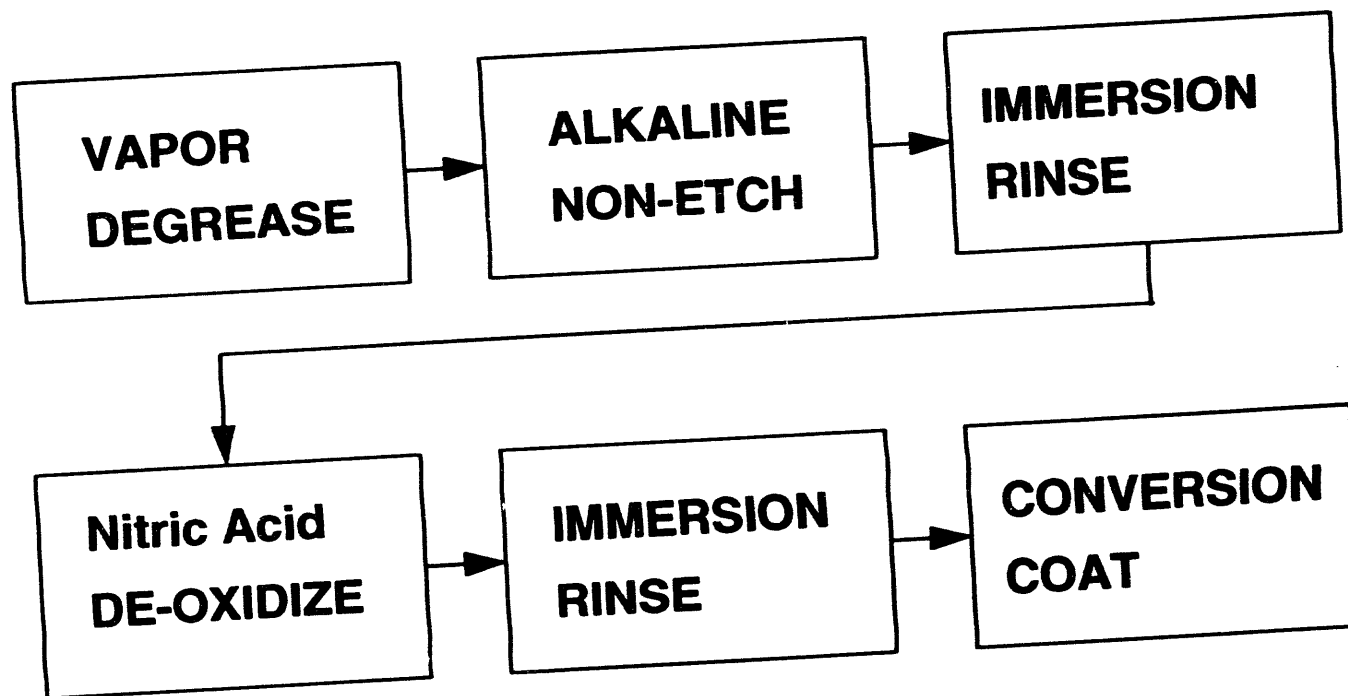 VAPOR
DEGREASE
ALKALINE
NON-ETCH
IMMERSION
RINSE
Nitric Acid
DE-OXIDIZE
IMMERSION
RINSE
CONVERSION
COAT